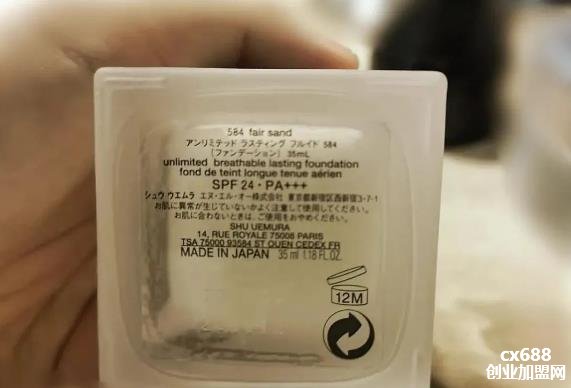 584 fair sand
アンリミテッド ラスティング フルイド 584
(ファンデーション) 35mL
unlimited breathable lasting foundation
fond de teint longue tenue aérien
SPF 24・PA+++
シュウ ウエムラ エヌ・エル・オー株式会社 東京都新宿区西新宿3-7-1
お肌に異常が生じていないかよく注意して使用してください。
お肌に合わないときは、ご使用をおやめください。
SHU UEMURA
14, RUE ROYALE 75008 PARIS
TSA 75000 93584 ST OUEN CEDEX FR
MADE IN JAPAN 35 ml 1.18 FL.OZ.
12M
cx688
创业加盟网